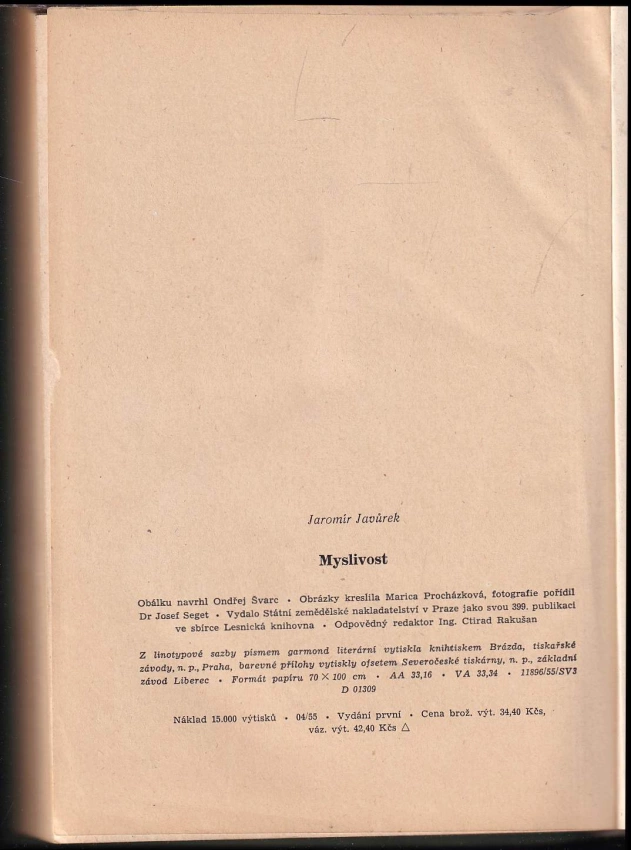 Jaromír Javůrek
Myslivost
Obálku navrhl Ondřej Švarc • Obrázky kreslila Marica Procházková, fotografie pořídil
Dr Josef Seget • Vydalo Státní zemědělské nakladatelství v Praze jako svou 399. publikaci
ve sbírce Lesnická knihovna • Odpovědný redaktor Ing. Ctirad Rakušan
Z linotypové sazby písmem garmond literární vytiskla knihtiskem Brázda, tiskařské
závody, n. p., Praha, barevné přílohy vytiskly ofsetem Severočeské tiskárny, n. p., základní
závod Liberec • Formát papíru 70 × 100 cm • AA 33,16 • VA 33,34 • 11896/55/SV3
D 01309
Náklad 15.000 výtisků • 04/55 • Vydání první • Cena brož. výt. 34,40 Kčs,
váz. výt. 42,40 Kčs △